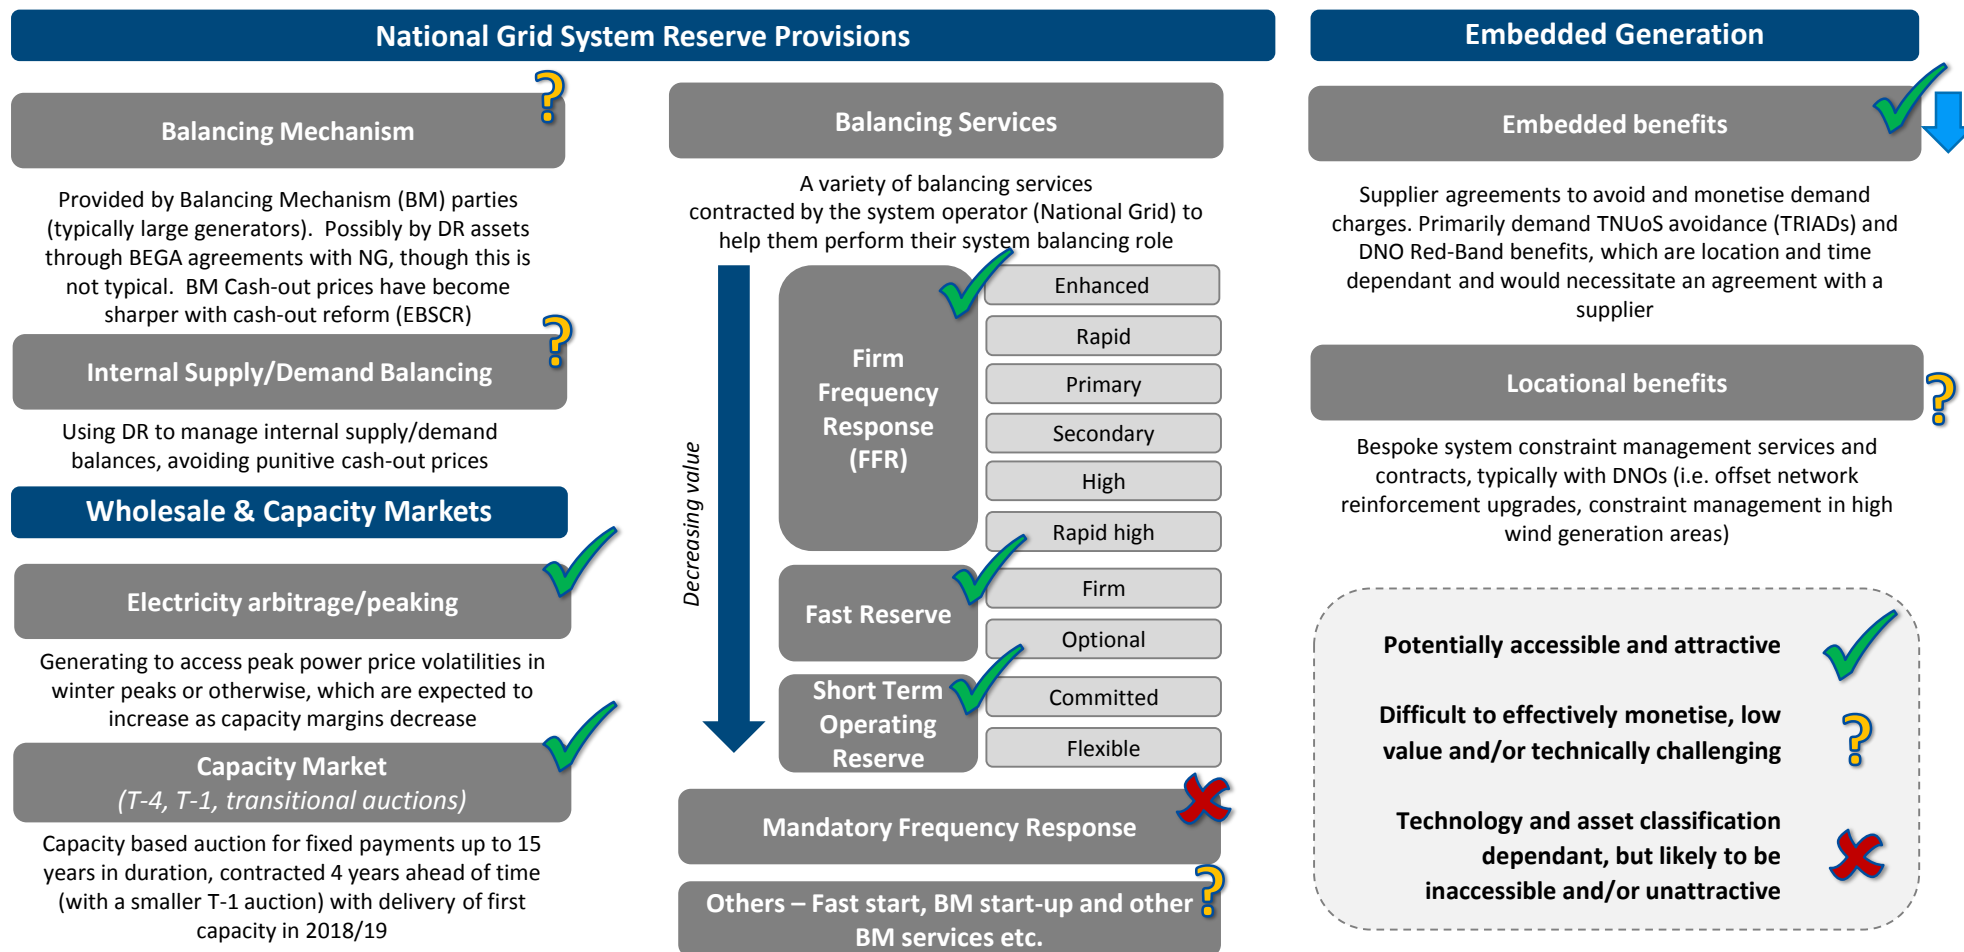 National Grid System Reserve Provisions
Balancing Mechanism
Provided by Balancing Mechanism (BM) parties
(typically large generators).  Possibly by DR assets
through BEGA agreements with NG, though this is
not typical.  BM Cash-out prices have become
sharper with cash-out reform (EBSCR)
Internal Supply/Demand Balancing
Using DR to manage internal supply/demand
balances, avoiding punitive cash-out prices
Wholesale & Capacity Markets
Electricity arbitrage/peaking
Generating to access peak power price volatilities in
winter peaks or otherwise, which are expected to
increase as capacity margins decrease
Capacity Market
(T-4, T-1, transitional auctions)
Capacity based auction for fixed payments up to 15
years in duration, contracted 4 years ahead of time
(with a smaller T-1 auction) with delivery of first
capacity in 2018/19
Balancing Services
A variety of balancing services
contracted by the system operator (National Grid) to
help them perform their system balancing role
Decreasing value
Firm
Frequency
Response
(FFR)
Enhanced
Rapid
Primary
Secondary
High
Rapid high
Fast Reserve
Firm
Optional
Short Term
Operating
Reserve
Committed
Flexible
Mandatory Frequency Response
Others – Fast start, BM start-up and other
BM services etc.
Embedded Generation
Embedded benefits
Supplier agreements to avoid and monetise demand
charges. Primarily demand TNUoS avoidance (TRIADs) and
DNO Red-Band benefits, which are location and time
dependant and would necessitate an agreement with a
supplier
Locational benefits
Bespoke system constraint management services and
contracts, typically with DNOs (i.e. offset network
reinforcement upgrades, constraint management in high
wind generation areas)
Potentially accessible and attractive
Difficult to effectively monetise, low
value and/or technically challenging
Technology and asset classification
dependant, but likely to be
inaccessible and/or unattractive